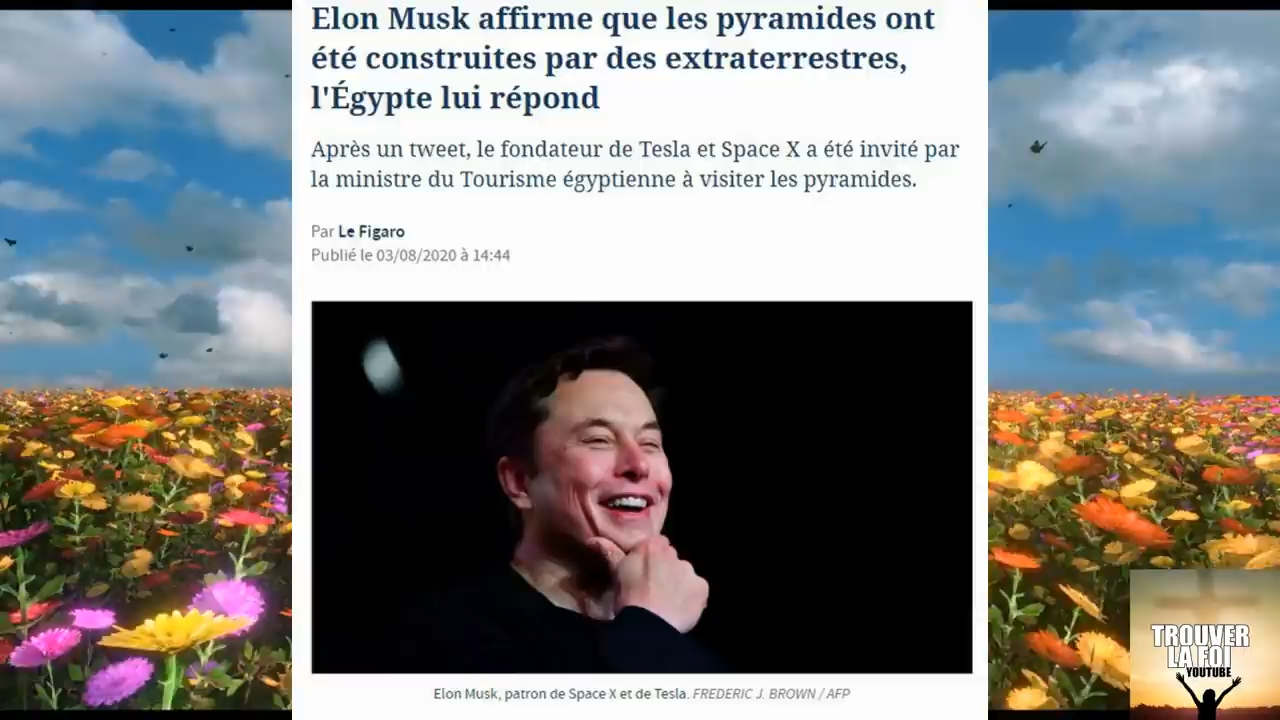 Elon Musk affirme que les pyramides ont
été construites par des extraterrestres,
l'Égypte lui répond
Après un tweet, le fondateur de Tesla et Space X a été invité par
la ministre du Tourisme égyptienne à visiter les pyramides.
Par Le Figaro
Publié le 03/08/2020 à 14:44
Elon Musk, patron de Space X et de Tesla. FREDERIC J. BROWN / AFP
TROUVER
LA FOI
YOUTUBE